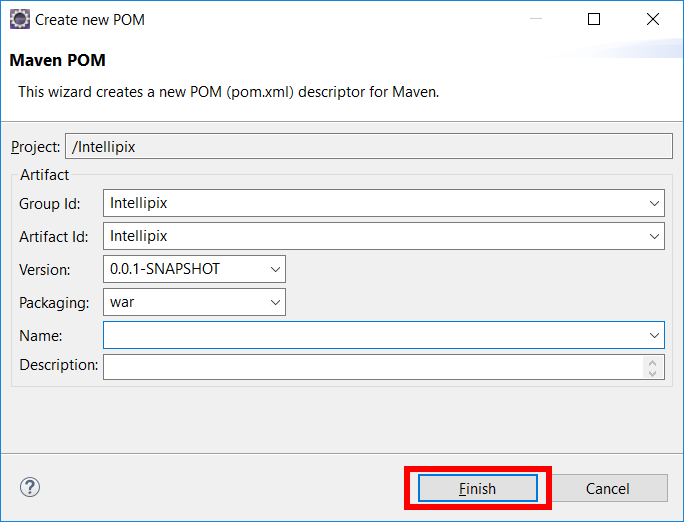 Create new POM
Maven POM
This wizard creates a new POM (pom.xml) descriptor for Maven.
Project: /Intellipix
Artifact
Group Id: Intellipix
Artifact Id: Intellipix
Version: 0.0.1-SNAPSHOT
Packaging: war
Name:
Description:
? Finish Cancel